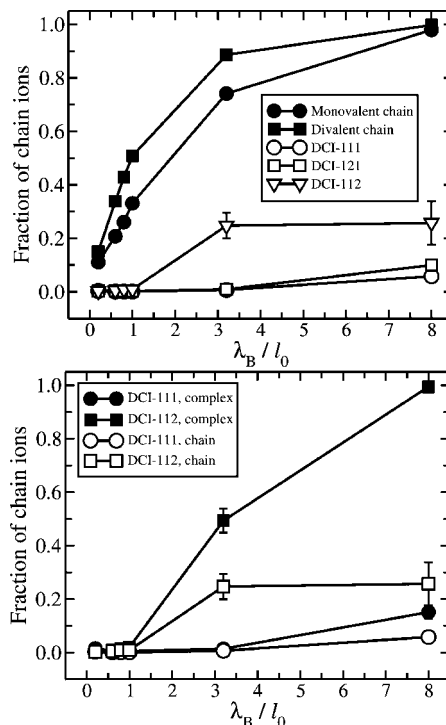 1.0
0.8
0.6
0.4
0.2
0.0
Fraction of chain ions
Monovalent chain
Divalent chain
DCI-111
DCI-121
DCI-112
0 1 2 3 4 5 6 7 8
λB / l0
1.0
0.8
0.6
0.4
0.2
0.0
Fraction of chain ions
DCI-111, complex
DCI-112, complex
DCI-111, chain
DCI-112, chain
0 1 2 3 4 5 6 7 8
λB / l0